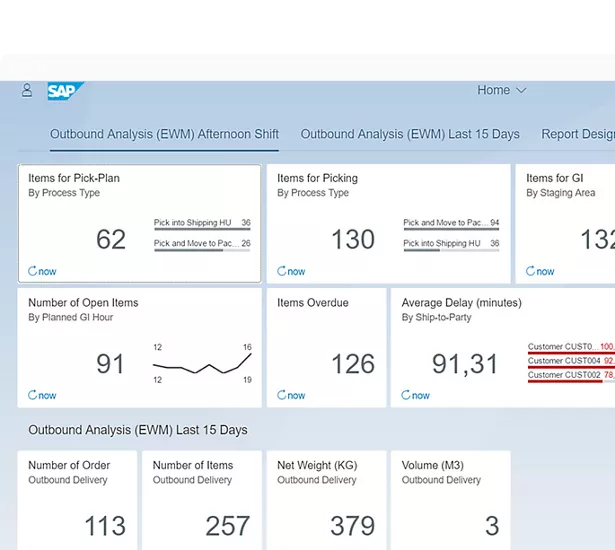 SAP
Home
Outbound Analysis (EWM) Afternoon Shift
Outbound Analysis (EWM) Last 15 Days
Report Desig
Items for Pick-Plan
By Process Type
62
Pick into Shipping HU 36
Pick and Move to Pac... 26
now
Items for Picking
By Process Type
130
Pick and Move to Pac... 94
Pick into Shipping HU 36
now
Items for GI
By Staging Area
132
now
Number of Open Items
By Planned GI Hour
91
12 16
12 19
now
Items Overdue
126
now
Average Delay (minutes)
By Ship-to-Party
91,31
Customer CUST0... 100,
Customer CUST004 92,
Customer CUST002 78,
now
Outbound Analysis (EWM) Last 15 Days
Number of Order
Outbound Delivery
113
Number of Items
Outbound Delivery
257
Net Weight (KG)
Outbound Delivery
379
Volume (M3)
Outbound Delivery
3